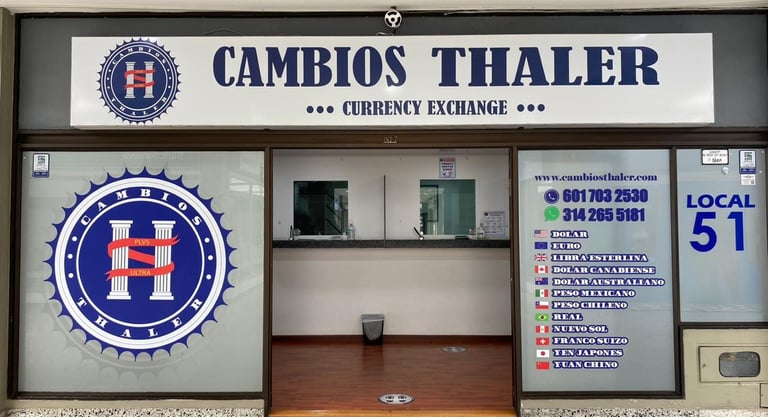 CAMBIOS
THALER
CAMBIOS THALER
••• CURRENCY EXCHANGE •••
CAMBIOS
PLVS
ULTRA
THALER
www.cambiosthaler.com
601 703 2530
314 265 5181
DOLAR
EURO
LIBRA ESTERLINA
DOLAR CANADIENSE
DOLAR AUSTRALIANO
PESO MEXICANO
PESO CHILENO
REAL
NUEVO SOL
FRANCO SUIZO
YEN JAPONES
YUAN CHINO
LOCAL
51